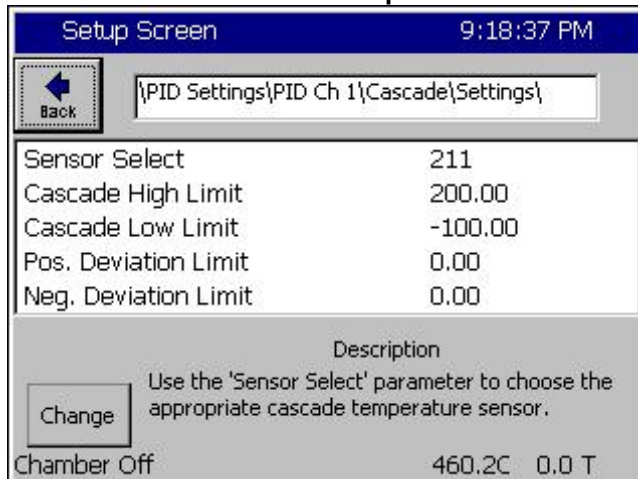 Setup Screen 9:18:37 PM
Back \PID Settings\PID Ch 1\Cascade\Settings\
Sensor Select 211
Cascade High Limit 200.00
Cascade Low Limit -100.00
Pos. Deviation Limit 0.00
Neg. Deviation Limit 0.00
Description
Use the 'Sensor Select' parameter to choose the
Change appropriate cascade temperature sensor.
Chamber Off 460.2C 0.0 T